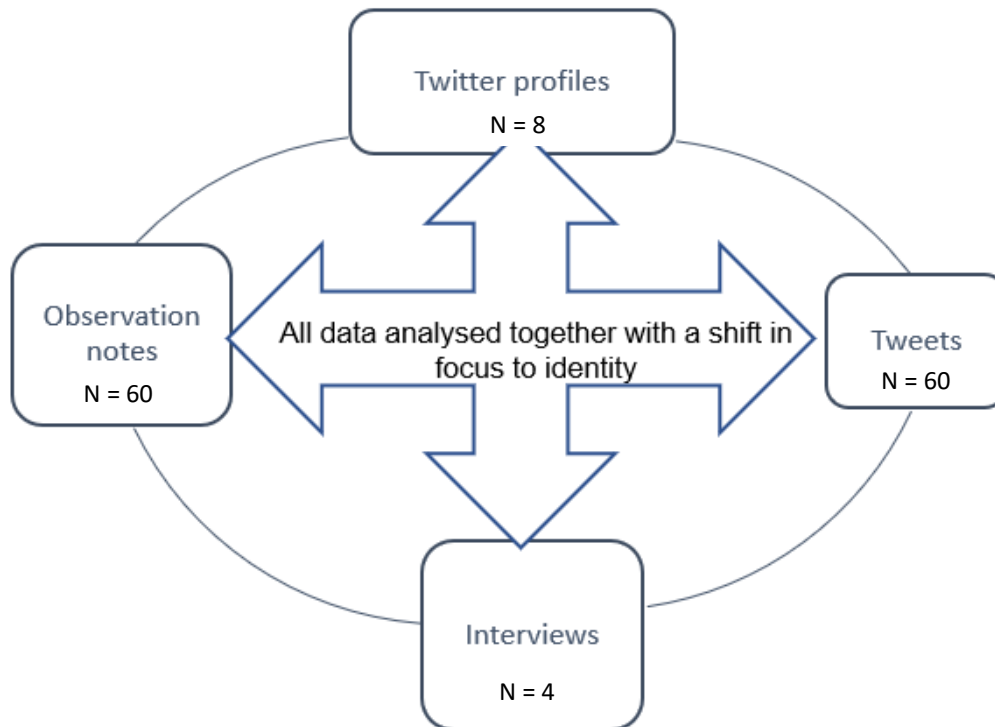 Twitter profiles
N = 8
Observation
notes
N = 60
All data analysed together with a shift in
focus to identity
Tweets
N = 60
Interviews
N = 4